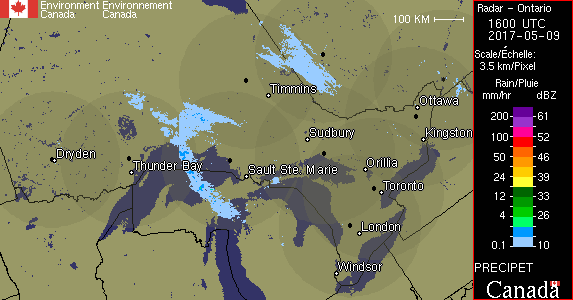 Environment Environnement
Canada Canada
100 KM
Timmins
Ottawa
Sudbury
Kingston
Dryden
Thunder Bay
Sault Ste. Marie
Orillia
Toronto
London
Windsor
Radar - Ontario
1600 UTC
2017-05-09
Scale/Échelle:
3.5 km/Pixel
Rain/Pluie
mm/hr dBZ
200 61
100 52
50 46
24 39
12 33
4 26
0.1 10
PRECIPET
Canada